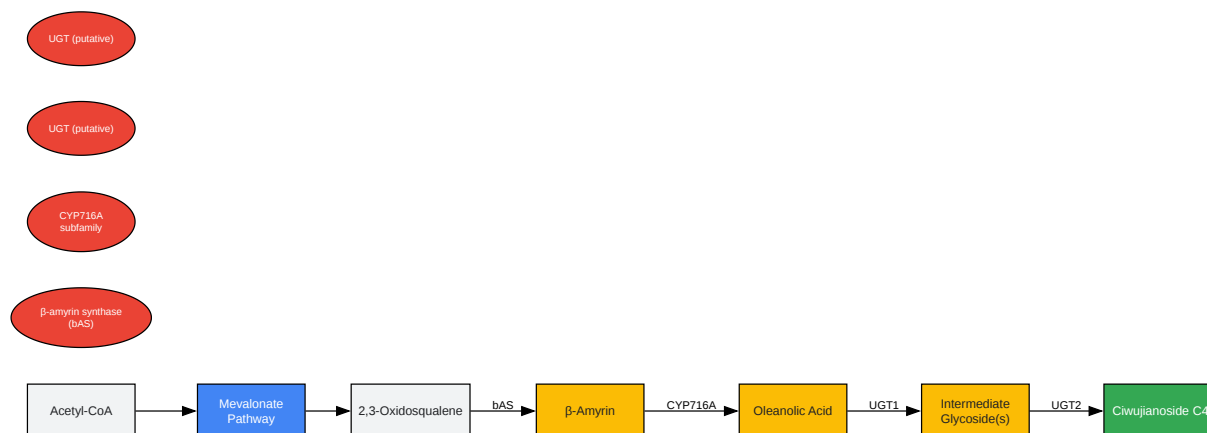 UGT (putative)
UGT (putative)
CYP716A
subfamily
β-amyrin synthase
(bAS)
Acetyl-CoA
Mevalonate
Pathway
2,3-Oxidosqualene
bAS
β-Amyrin
CYP716A
Oleanolic Acid
UGT1
Intermediate
Glycoside(s)
UGT2
Ciwujianoside C4